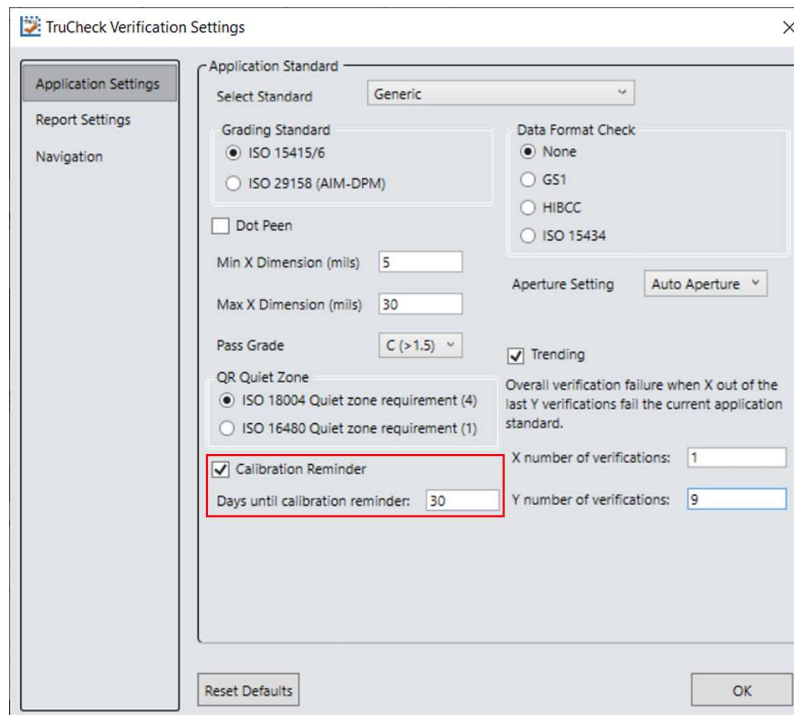 TruCheck Verification Settings
Application Settings
Report Settings
Navigation
Application Standard
Select Standard Generic
Grading Standard
ISO 15415/6
ISO 29158 (AIM-DPM)
Data Format Check
None
GS1
HIBCC
ISO 15434
Dot Peen
Min X Dimension (mils) 5
Max X Dimension (mils) 30
Aperture Setting Auto Aperture
Pass Grade C (>1.5)
QR Quiet Zone
ISO 18004 Quiet zone requirement (4)
ISO 16480 Quiet zone requirement (1)
Trending
Overall verification failure when X out of the
last Y verifications fail the current application
standard.
Calibration Reminder
Days until calibration reminder: 30
X number of verifications: 1
Y number of verifications: 9
Reset Defaults
OK